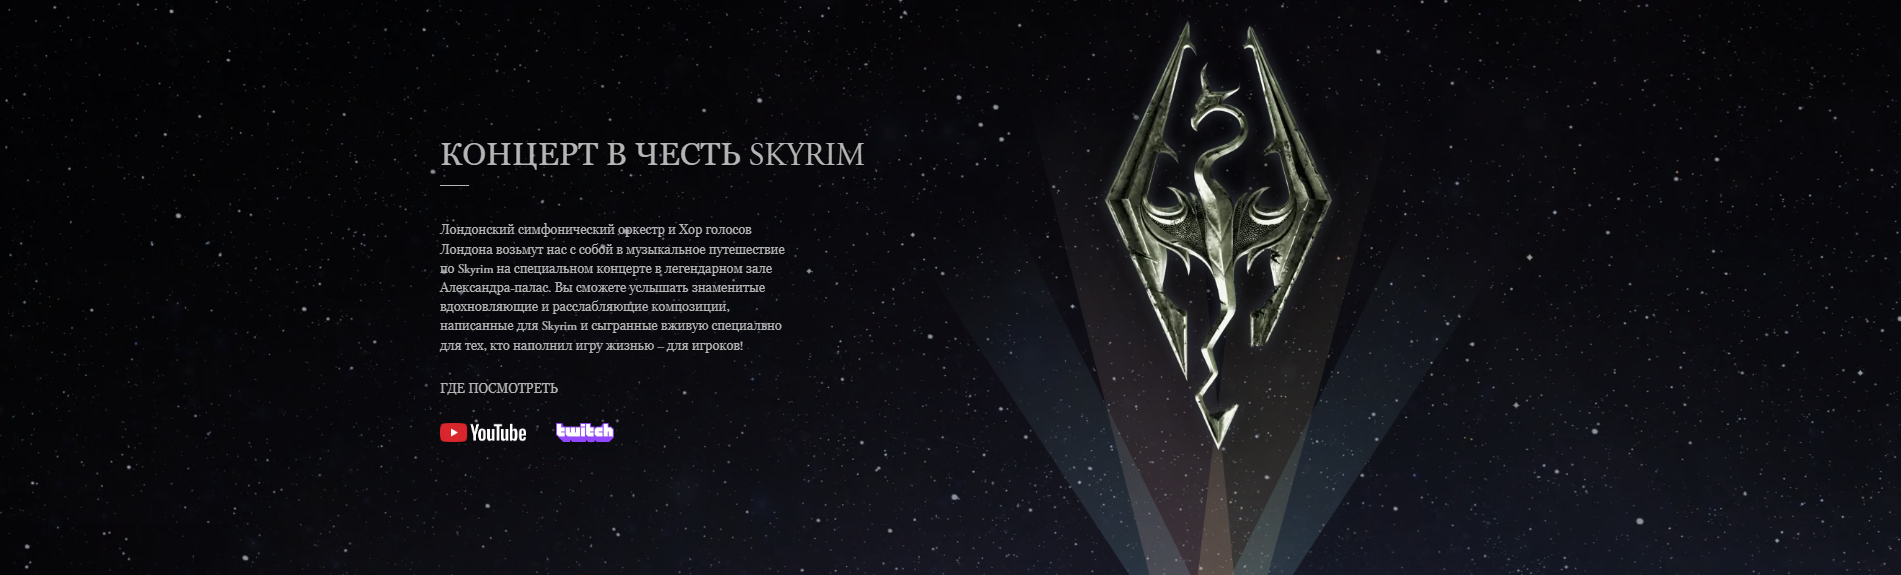 КОНЦЕРТ В ЧЕСТЬ SKYRIM
Лондонский симфонический оркестр и Хор голосов
Лондона возьмут нас с собой в музыкальное путешествие
по Skyrim на специальном концерте в легендарном зале
Александра-палас. Вы сможете услышать знаменитые
вдохновляющие и расслабляющие композиции,
написанные для Skyrim и сыгранные вживую специально
для тех, кто наполнил игру жизнью – для игроков!
ГДЕ ПОСМОТРЕТЬ
YouTube twitch